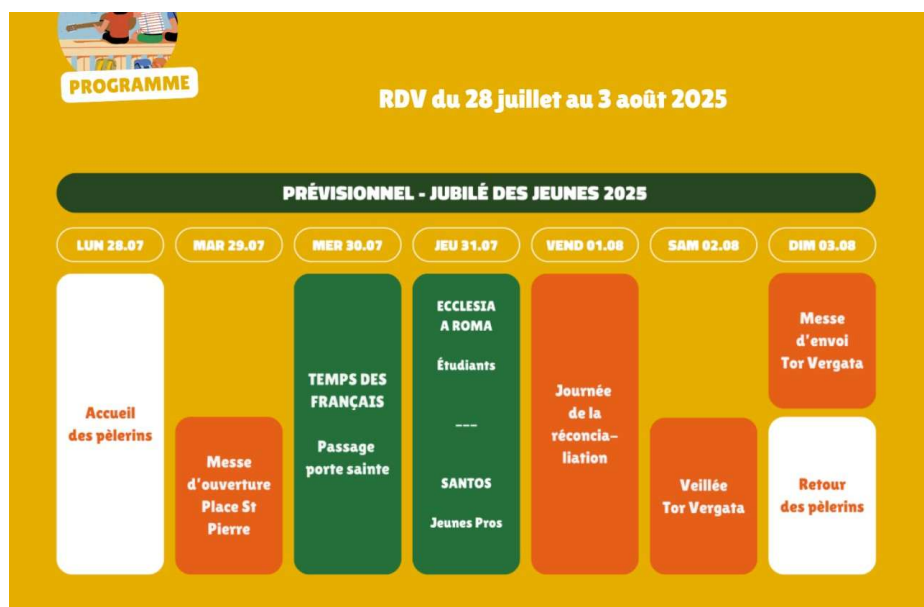 PROGRAMME
RDV du 28 juillet au 3 août 2025
PRÉVISIONNEL - JUBILÉ DES JEUNES 2025
LUN 28.07
MAR 29.07
MER 30.07
JEU 31.07
VEND 01.08
SAM 02.08
DIM 03.08
Accueil
des pèlerins
Messe
d'ouverture
Place St
Pierre
TEMPS DES
FRANÇAIS
Passage
porte sainte
ECCLESIA
A ROMA
Étudiants
---
SANTOS
Jeunes Pros
Journée
de la
réconcia-
liation
Veillée
Tor Vergata
Messe
d'envoi
Tor Vergata
Retour
des pèlerins